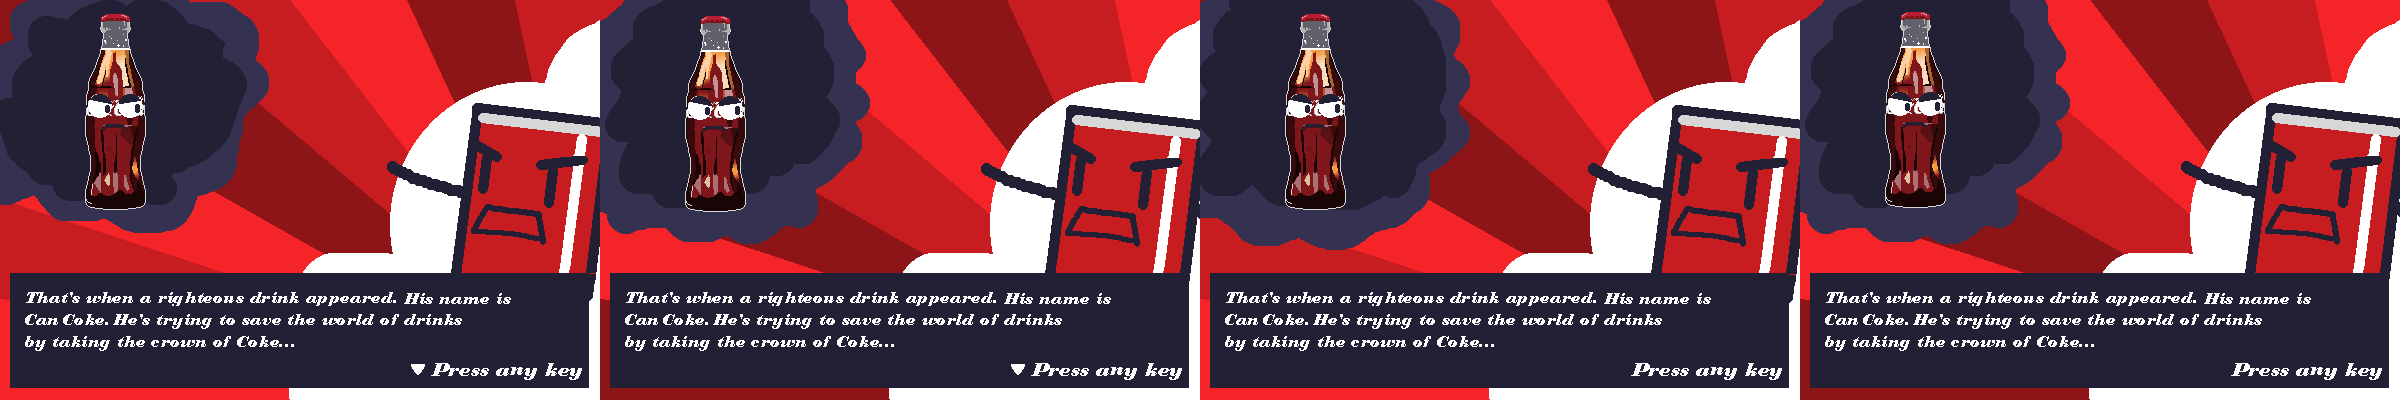 That's when a righteous drink appeared. His name is
Can Coke. He's trying to save the world of drinks
by taking the crown of Coke...
Press any key
That's when a righteous drink appeared. His name is
Can Coke. He's trying to save the world of drinks
by taking the crown of Coke...
Press any key
That's when a righteous drink appeared. His name is
Can Coke. He's trying to save the world of drinks
by taking the crown of Coke...
Press any key
That's when a righteous drink appeared. His name is
Can Coke. He's trying to save the world of drinks
by taking the crown of Coke...
Press any key